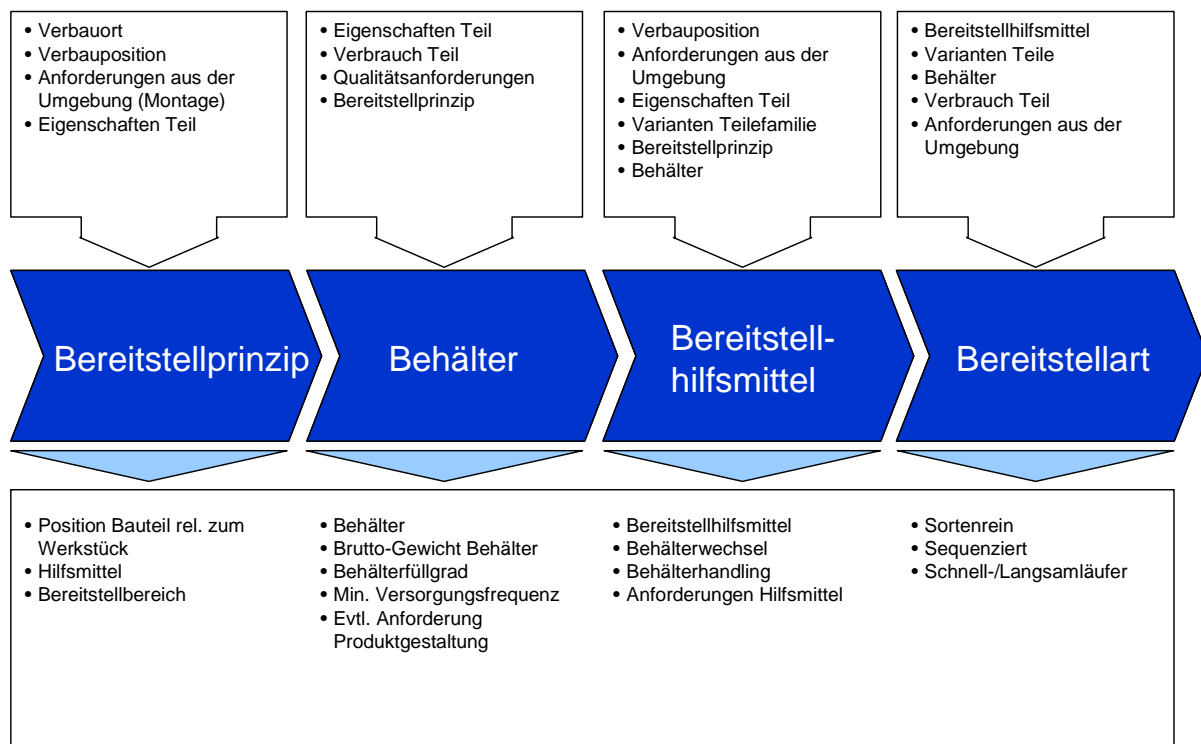 • Verbauort
• Verbauposition
• Anforderungen aus der
Umgebung (Montage)
• Eigenschaften Teil
• Eigenschaften Teil
• Verbrauch Teil
• Qualitätsanforderungen
• Bereitstellprinzip
• Verbauposition
• Anforderungen aus der
Umgebung
• Eigenschaften Teil
• Varianten Teilefamilie
• Bereitstellprinzip
• Behälter
• Bereitstellhilfsmittel
• Varianten Teile
• Behälter
• Verbrauch Teil
• Anforderungen aus der
Umgebung
Bereitstellprinzip
Behälter
Bereitstell-
hilfsmittel
Bereitstellart
• Position Bauteil rel. zum
Werkstück
• Hilfsmittel
• Bereitstellbereich
• Behälter
• Brutto-Gewicht Behälter
• Behälterfüllgrad
• Min. Versorgungsfrequenz
• Evtl. Anforderung
Produktgestaltung
• Bereitstellhilfsmittel
• Behälterwechsel
• Behälterhandling
• Anforderungen Hilfsmittel
• Sortenrein
• Sequenziert
• Schnell-/Langsamläufer